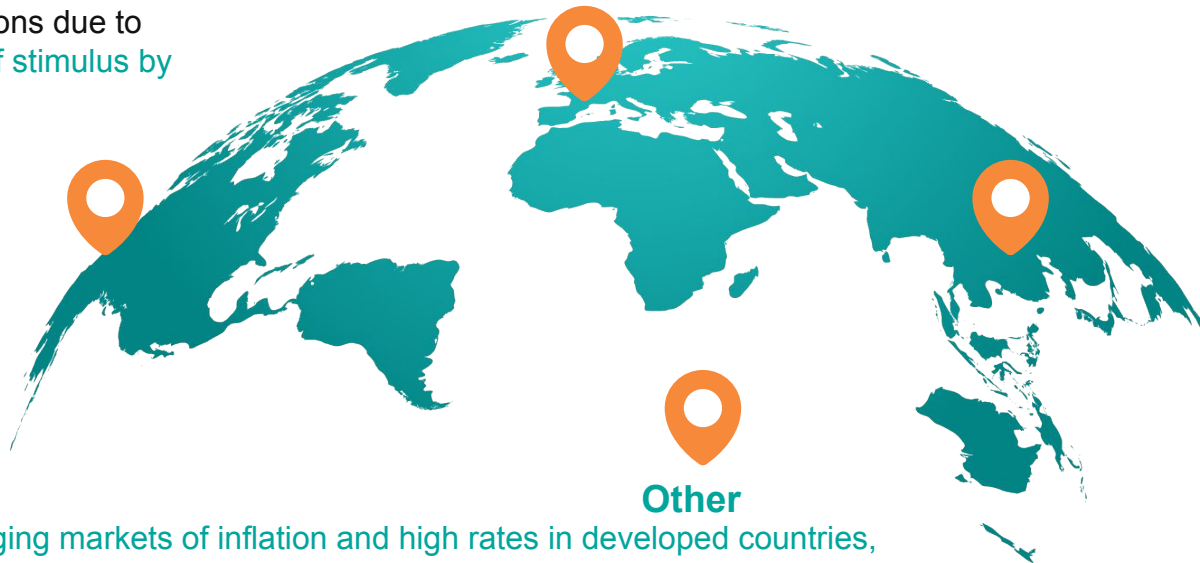 ons due to
f stimulus by
Other
ging markets of inflation and high rates in developed countries,